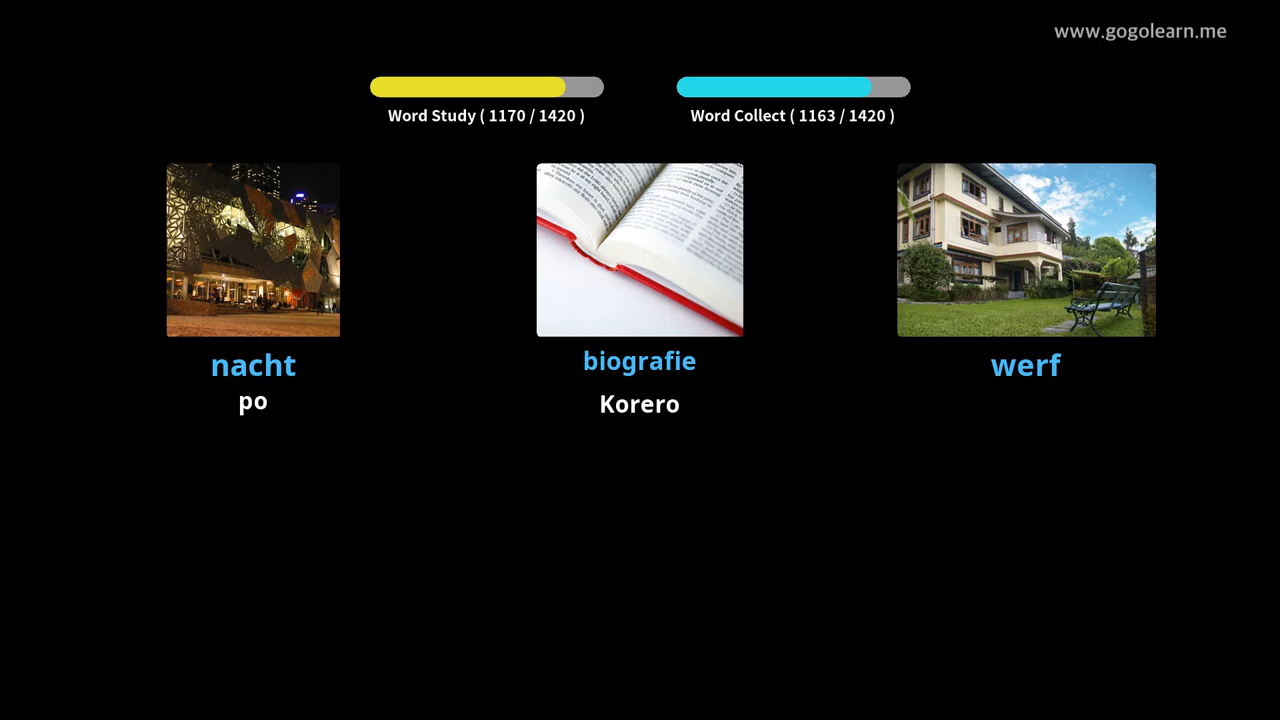 www.gogolearn.me
Word Study ( 1170 / 1420 )
Word Collect ( 1163 / 1420 )
nacht
po
biografie
Korero
werf